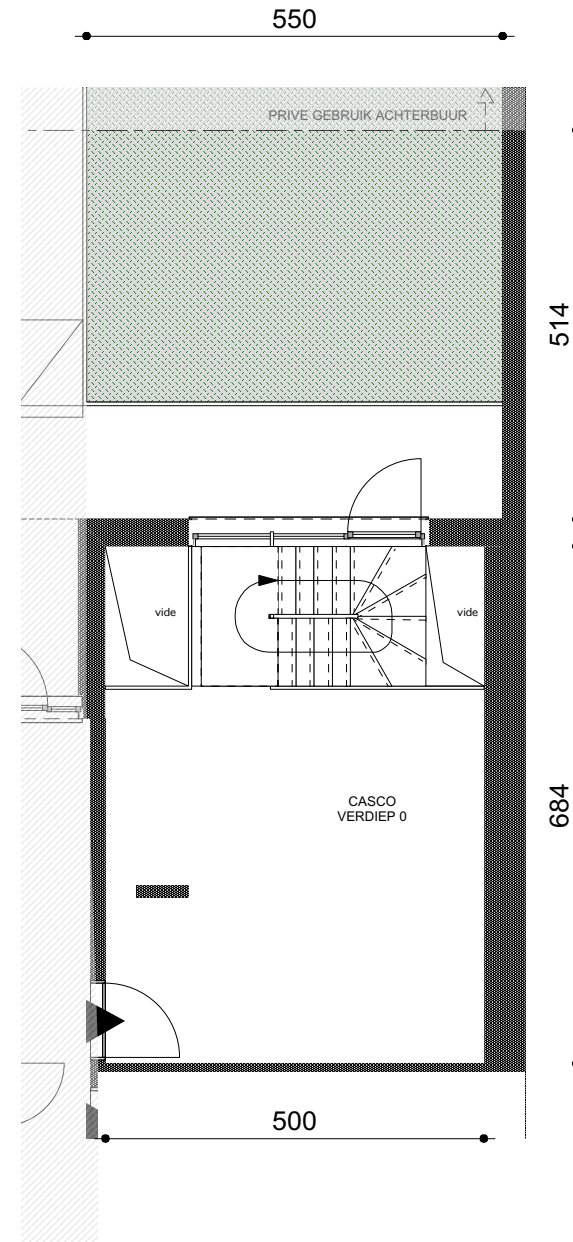 550
PRIVE GEBRUIK ACHTERBUUR
514
vide
vide
684
CASCO
VERDIEP 0
500